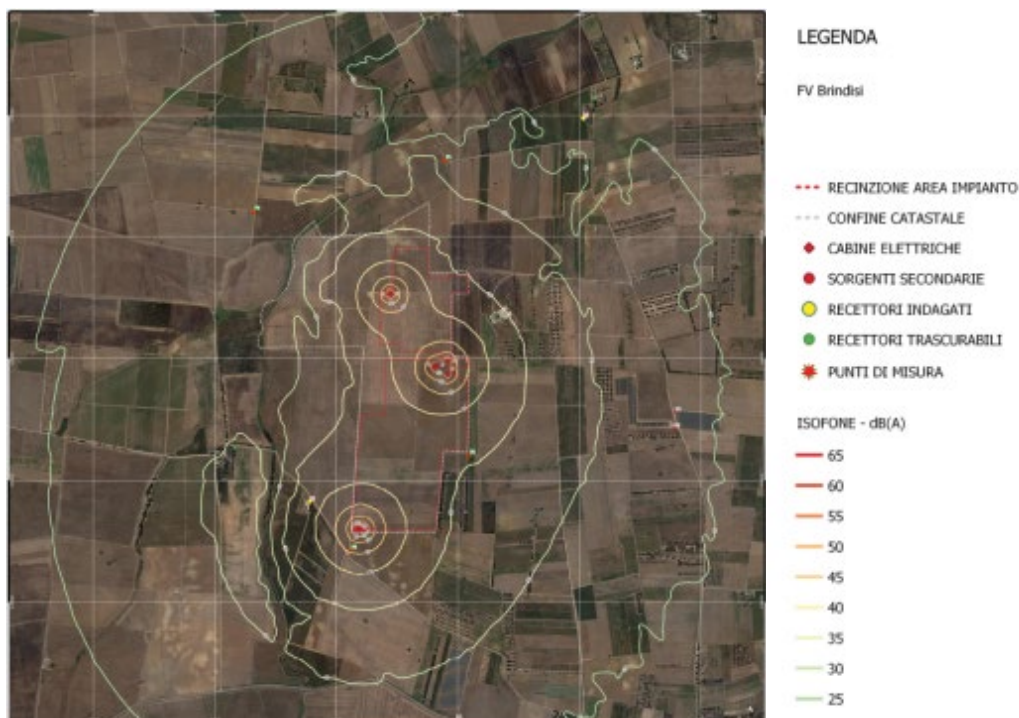 LEGENDA
FV Brindisi
RECINZIONE AREA IMPIANTO
CONFINE CATASTALE
CABINE ELETTRICHE
SORGENTI SECONDARIE
RECETTORI INDAGATI
RECETTORI TRASCURABILI
PUNTI DI MISURA
ISOFONE - dB(A)
65
60
55
50
45
40
35
30
25